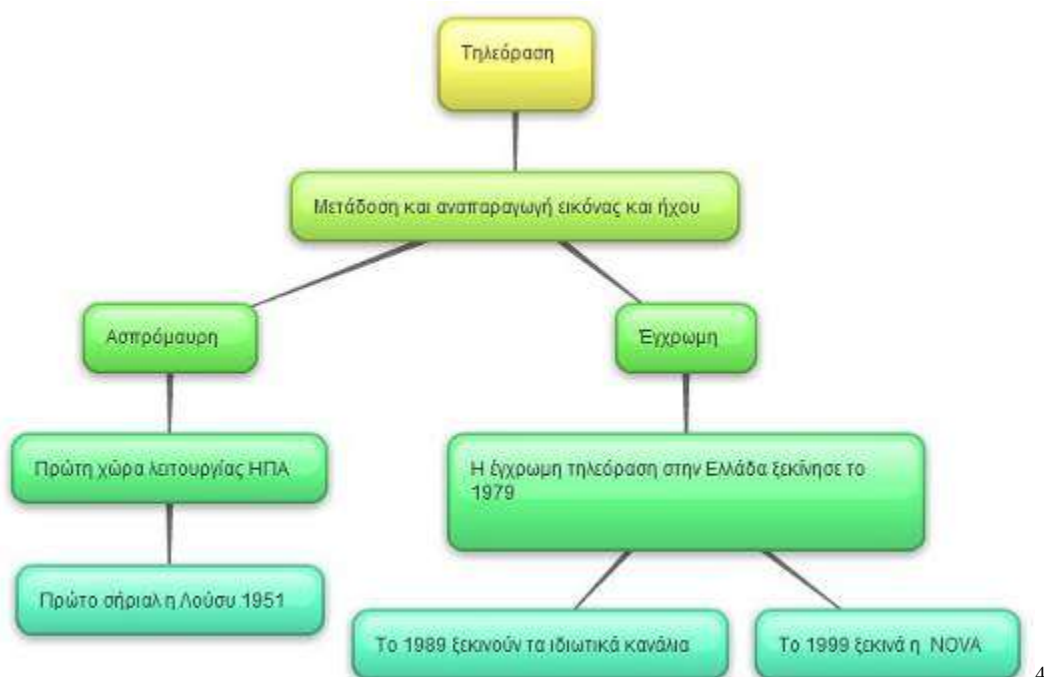 Τηλεόραση
Μετάδοση και αναπαραγωγή εικόνας και ήχου
Ασπρόμαυρη
Έγχρωμη
Πρώτη χώρα λειτουργίας ΗΠΑ
Η έγχρωμη τηλεόραση στην Ελλάδα ξεκίνησε το
1979
Πρώτο σήριαλ η Λούσυ 1951
Το 1989 ξεκινούν τα ιδιωτικά κανάλια
Το 1999 ξεκινά η NOVA
4